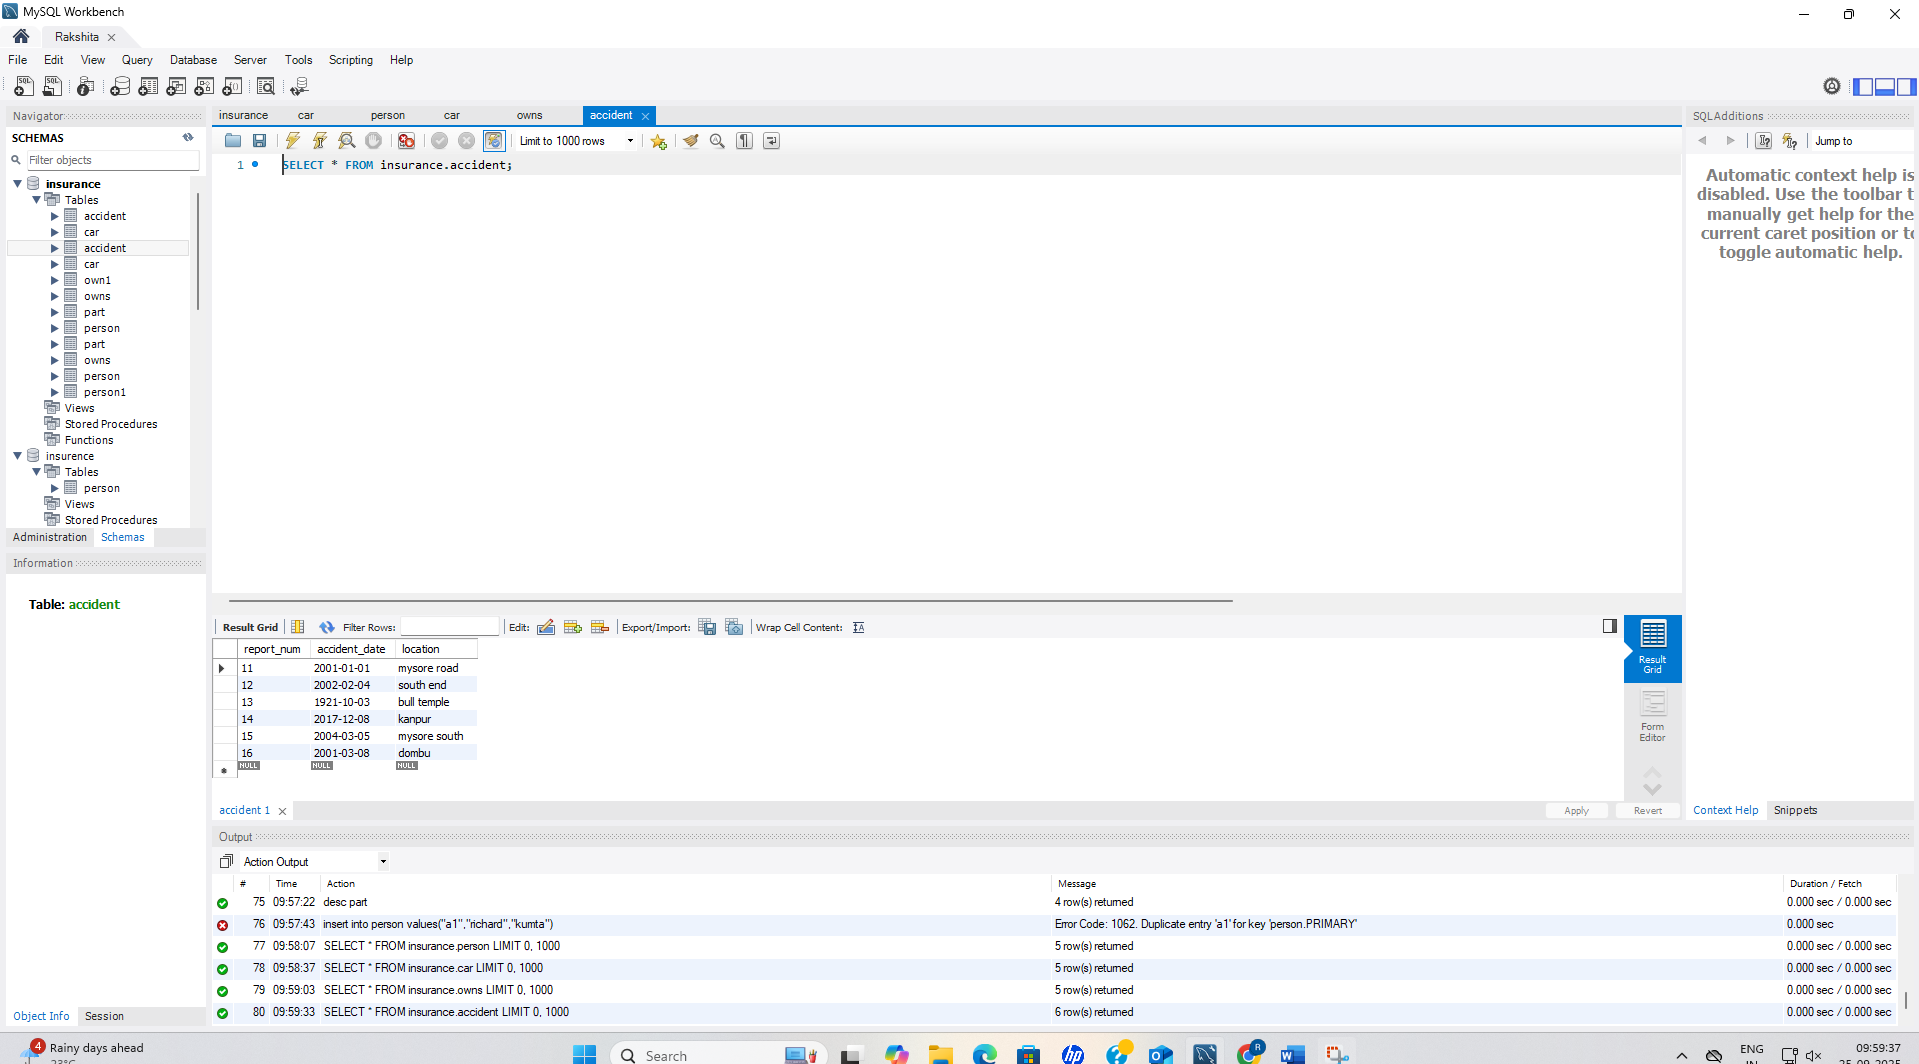 MySQL Workbench
Rakshita
File Edit View Query Database Server Tools Scripting Help
Navigator
SCHEMAS
Filter objects
insurance
Tables
accident
car
accident
car
own1
owns
part
person
part
owns
person
person1
Views
Stored Procedures
Functions
insurence
Tables
person
Views
Stored Procedures
Administration Schemas
Information
Table: accident
Object Info Session
insurance car person car owns accident
Limit to 1000 rows
1 SELECT * FROM insurance.accident;
Result Grid Filter Rows: Edit: Export/Import: Wrap Cell Content:
report_num accident_date location
11 2001-01-01 mysore road
12 2002-02-04 south end
13 1921-10-03 bull temple
14 2017-12-08 kanpur
15 2004-03-05 mysore south
16 2001-03-08 dombu
NULL NULL NULL
Result
Grid
Form
Editor
accident 1
Apply Revert
SQLAdditions
Jump to
Automatic context help is
disabled. Use the toolbar t
manually get help for the
current caret position or to
toggle automatic help.
Context Help Snippets
Output
Action Output
# Time Action Message Duration / Fetch
75 09:57:22 desc part 4 row(s) returned 0.000 sec / 0.000 sec
76 09:57:43 insert into person values("a1","richard","kumta") Error Code: 1062. Duplicate entry 'a1' for key 'person.PRIMARY' 0.000 sec
77 09:58:07 SELECT * FROM insurance.person LIMIT 0, 1000 5 row(s) returned 0.000 sec / 0.000 sec
78 09:58:37 SELECT * FROM insurance.car LIMIT 0, 1000 5 row(s) returned 0.000 sec / 0.000 sec
79 09:59:03 SELECT * FROM insurance.owns LIMIT 0, 1000 5 row(s) returned 0.000 sec / 0.000 sec
80 09:59:33 SELECT * FROM insurance.accident LIMIT 0, 1000 6 row(s) returned 0.000 sec / 0.000 sec
4
Rainy days ahead
Search
hp
R
ENG
09:59:37